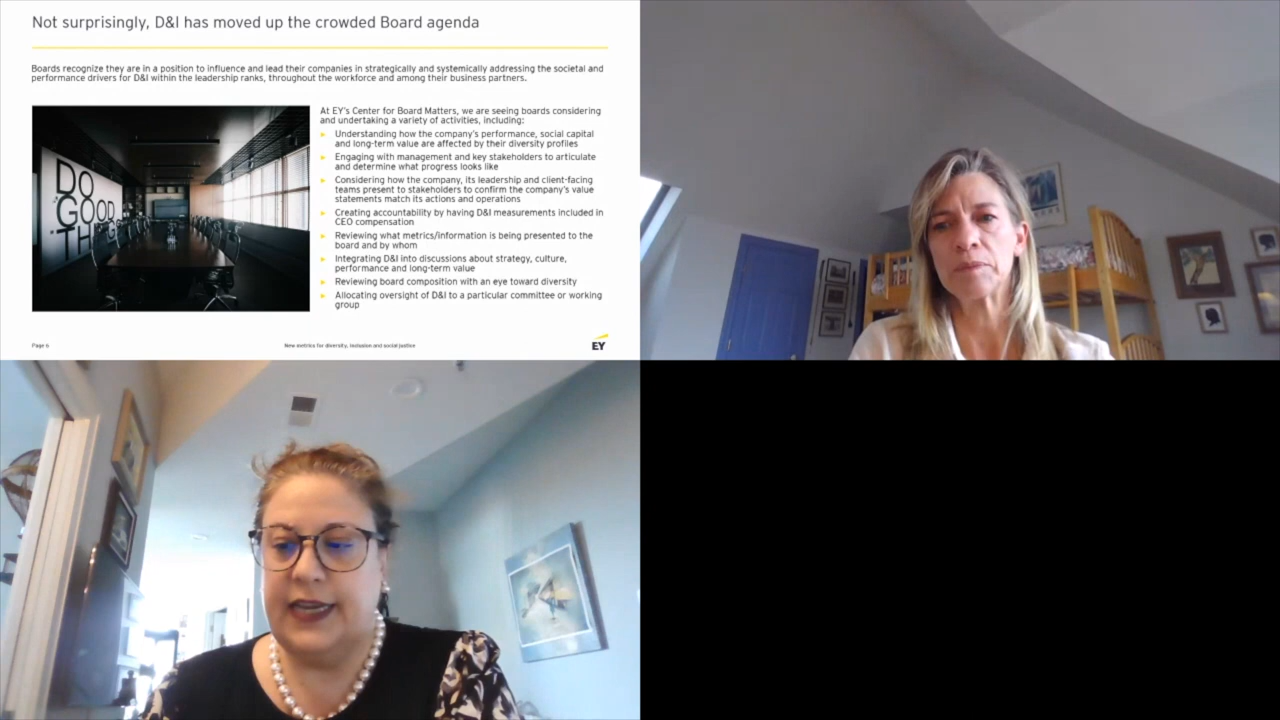 Not surprisingly, D&I has moved up the crowded Board agenda
Boards recognize they are in a position to influence and lead their companies in strategically and systemically addressing the societal and
performance drivers for D&I within the leadership ranks, throughout the workforce and among their business partners.
DO
GOOD
TH
At EY's Center for Board Matters, we are seeing boards considering
and undertaking a variety of activities, including:
► Understanding how the company's performance, social capital
and long-term value are affected by their diversity profiles
► Engaging with management and key stakeholders to articulate
and determine what progress looks like
► Considering how the company, its leadership and client-facing
teams present to stakeholders to confirm the company's value
statements match its actions and operations
► Creating accountability by having D&I measurements included in
CEO compensation
► Reviewing what metrics/information is being presented to the
board and by whom
► Integrating D&I into discussions about strategy, culture,
performance and long-term value
► Reviewing board composition with an eye toward diversity
► Allocating oversight of D&I to a particular committee or working
group
Page 6
New metrics for diversity, inclusion and social justice
EY